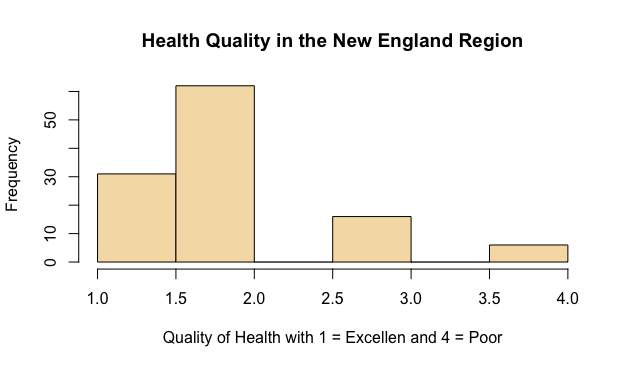 Health Quality in the New England Region
Frequency
50
30
10
0
1.0 1.5 2.0 2.5 3.0 3.5 4.0
Quality of Health with 1 = Excellen and 4 = Poor